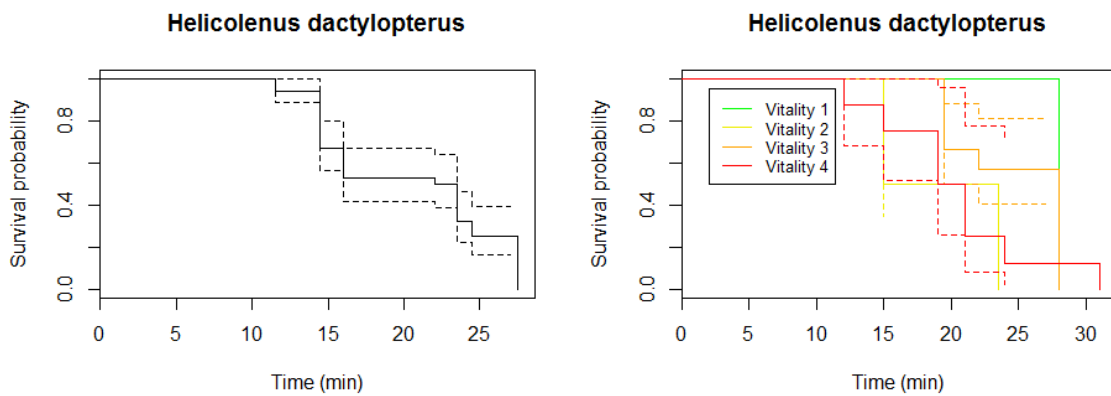 Helicolenus dactylopterus
Survival probability
0.0 0.4 0.8
0 5 10 15 20 25
Time (min)
Helicolenus dactylopterus
Survival probability
0.0 0.4 0.8
Vitality 1
Vitality 2
Vitality 3
Vitality 4
0 5 10 15 20 25 30
Time (min)